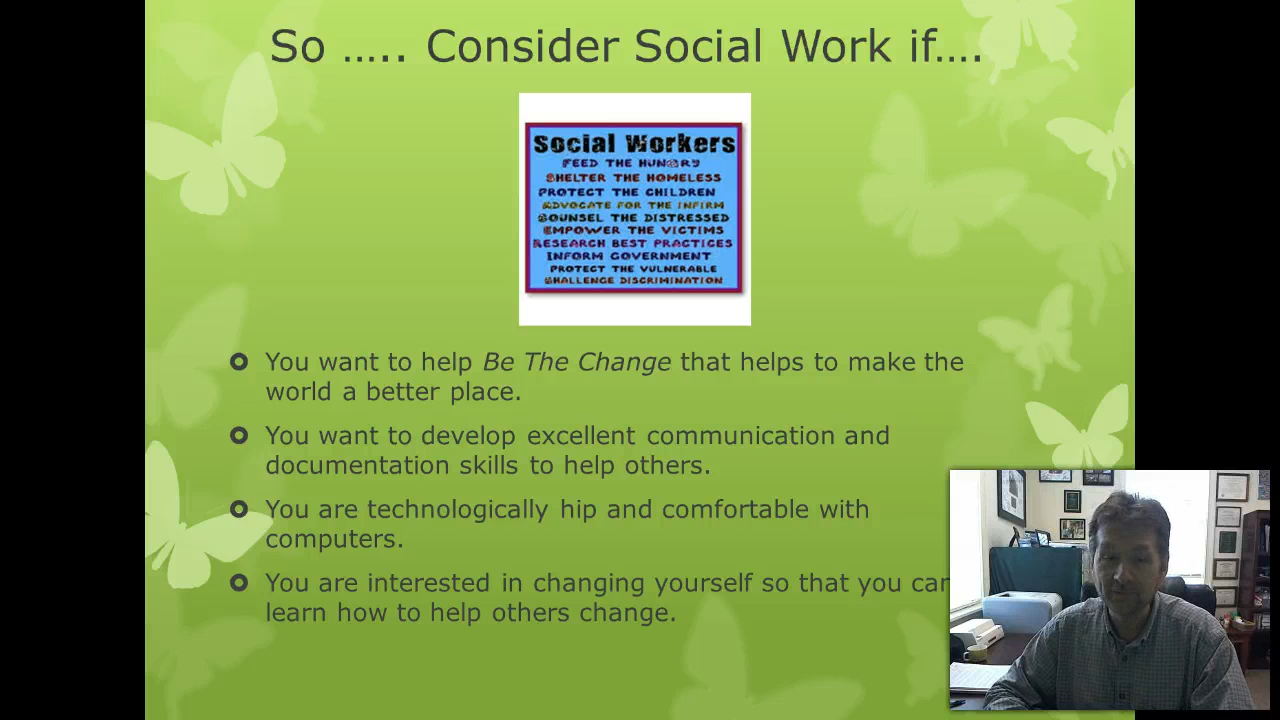 So ….. Consider Social Work if….
Social Workers
FEED THE HUNGRY
SHELTER THE HOMELESS
PROTECT THE CHILDREN
ADVOCATE FOR THE INFIRM
COUNSEL THE DISTRESSED
EMPOWER THE VICTIMS
RESEARCH BEST PRACTICES
INFORM GOVERNMENT
PROTECT THE VULNERABLE
CHALLENGE DISCRIMINATION
You want to help Be The Change that helps to make the
world a better place.
You want to develop excellent communication and
documentation skills to help others.
You are technologically hip and comfortable with
computers.
You are interested in changing yourself so that you can
learn how to help others change.